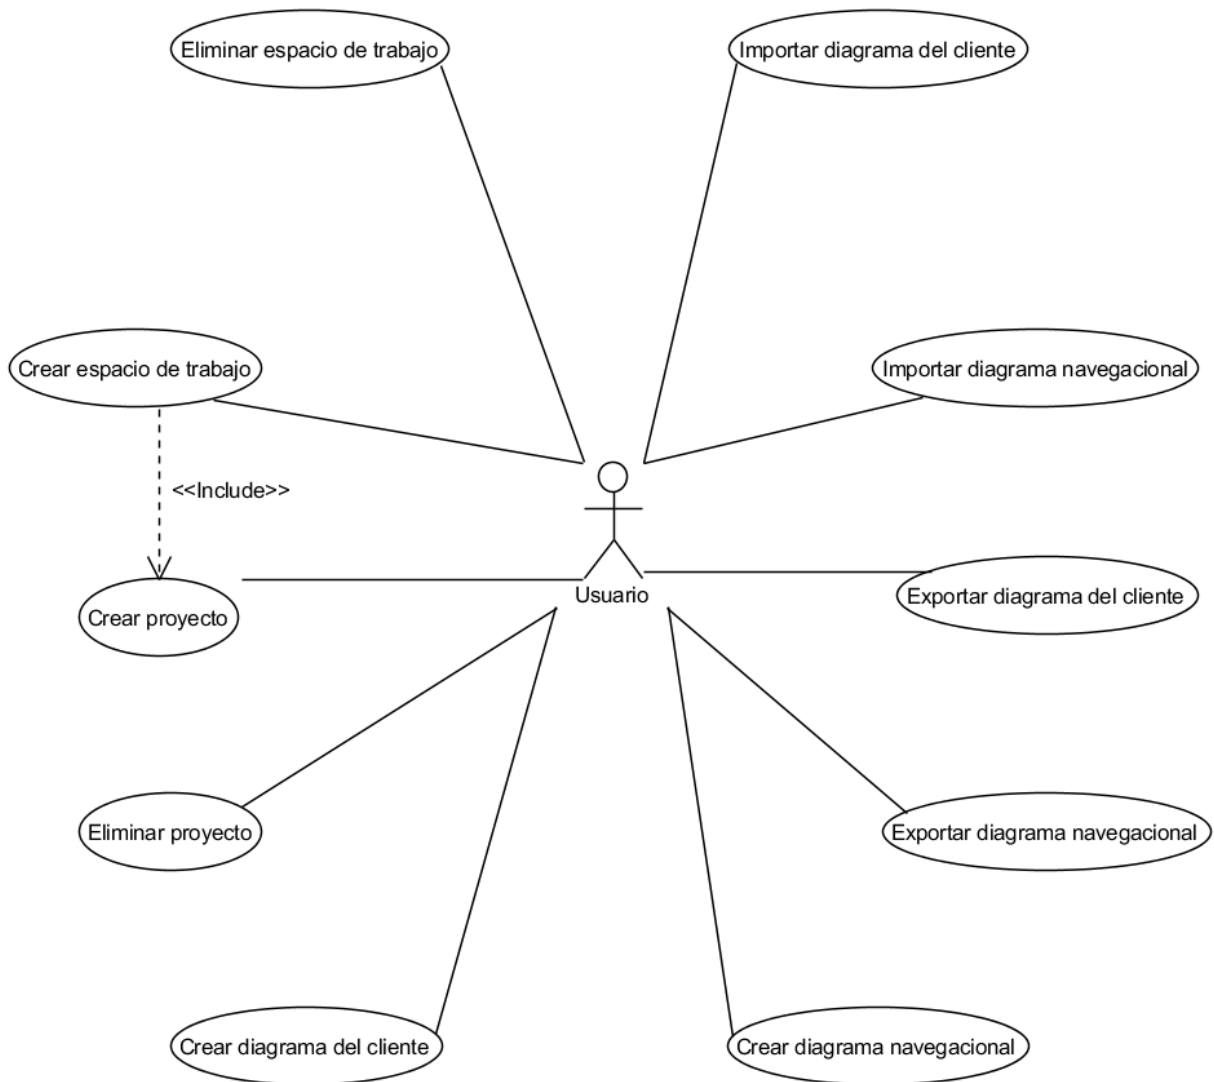 Eliminar espacio de trabajo
Importar diagrama del cliente
Crear espacio de trabajo
Importar diagrama navegacional
<<Include>>
Crear proyecto
Usuario
Exportar diagrama del cliente
Eliminar proyecto
Exportar diagrama navegacional
Crear diagrama del cliente
Crear diagrama navegacional